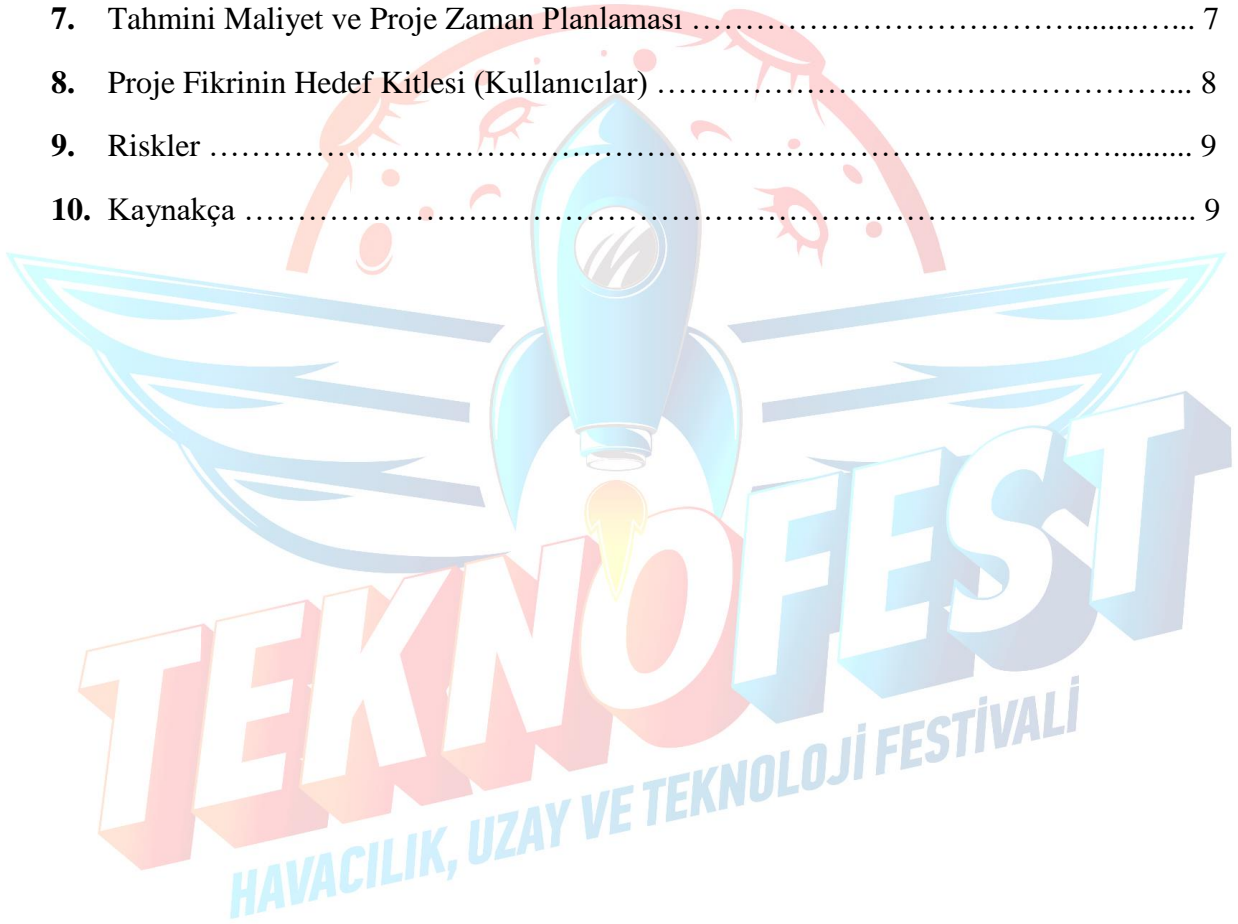 7. Tahmini Maliyet ve Proje Zaman Planlaması ……………………………………........…... 7
8. Proje Fikrinin Hedef Kitlesi (Kullanıcılar) …………………………………………... 8
9. Riskler …………………………………………………………………………….…......... 9
10. Kaynakça ………………………………………………………………………....... 9
TEKNOFEST
HAVACILIK, UZAY VE TEKNOLOJİ FESTİVALİ